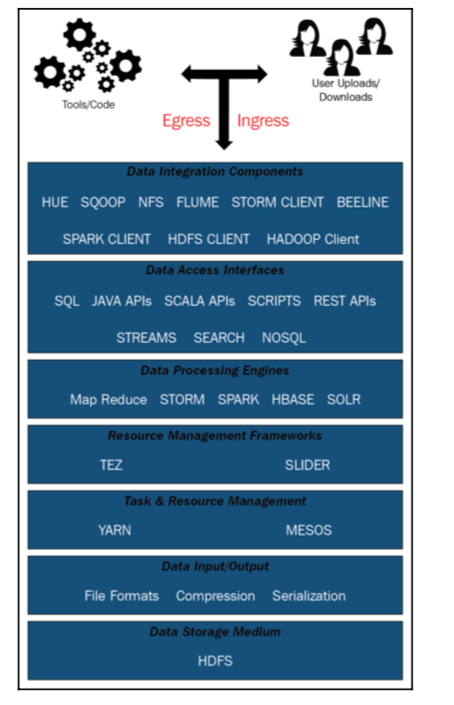 Tools/Code
User Uploads/
Downloads
Egress
Ingress
Data Integration Components
HUE SQOOP NFS FLUME STORM CLIENT BEELINE
SPARK CLIENT HDFS CLIENT HADOOP Client
Data Access Interfaces
SQL JAVA APIs SCALA APIs SCRIPTS REST APIs
STREAMS SEARCH NOSQL
Data Processing Engines
Map Reduce STORM SPARK HBASE SOLR
Resource Management Frameworks
TEZ SLIDER
Task & Resource Management
YARN MESOS
Data Input/Output
File Formats Compression Serialization
Data Storage Medium
HDFS